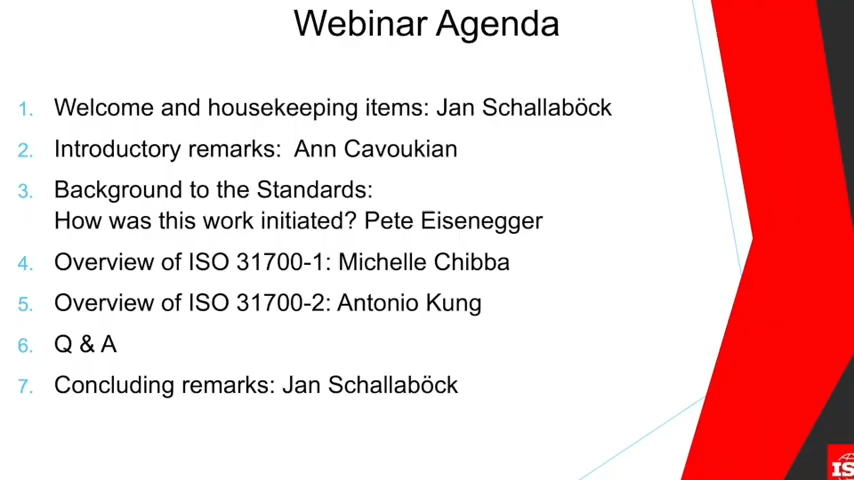 Webinar Agenda
1. Welcome and housekeeping items: Jan Schallaböck
2. Introductory remarks: Ann Cavoukian
3. Background to the Standards:
How was this work initiated? Pete Eisenegger
4. Overview of ISO 31700-1: Michelle Chibba
5. Overview of ISO 31700-2: Antonio Kung
6. Q & A
7. Concluding remarks: Jan Schallaböck